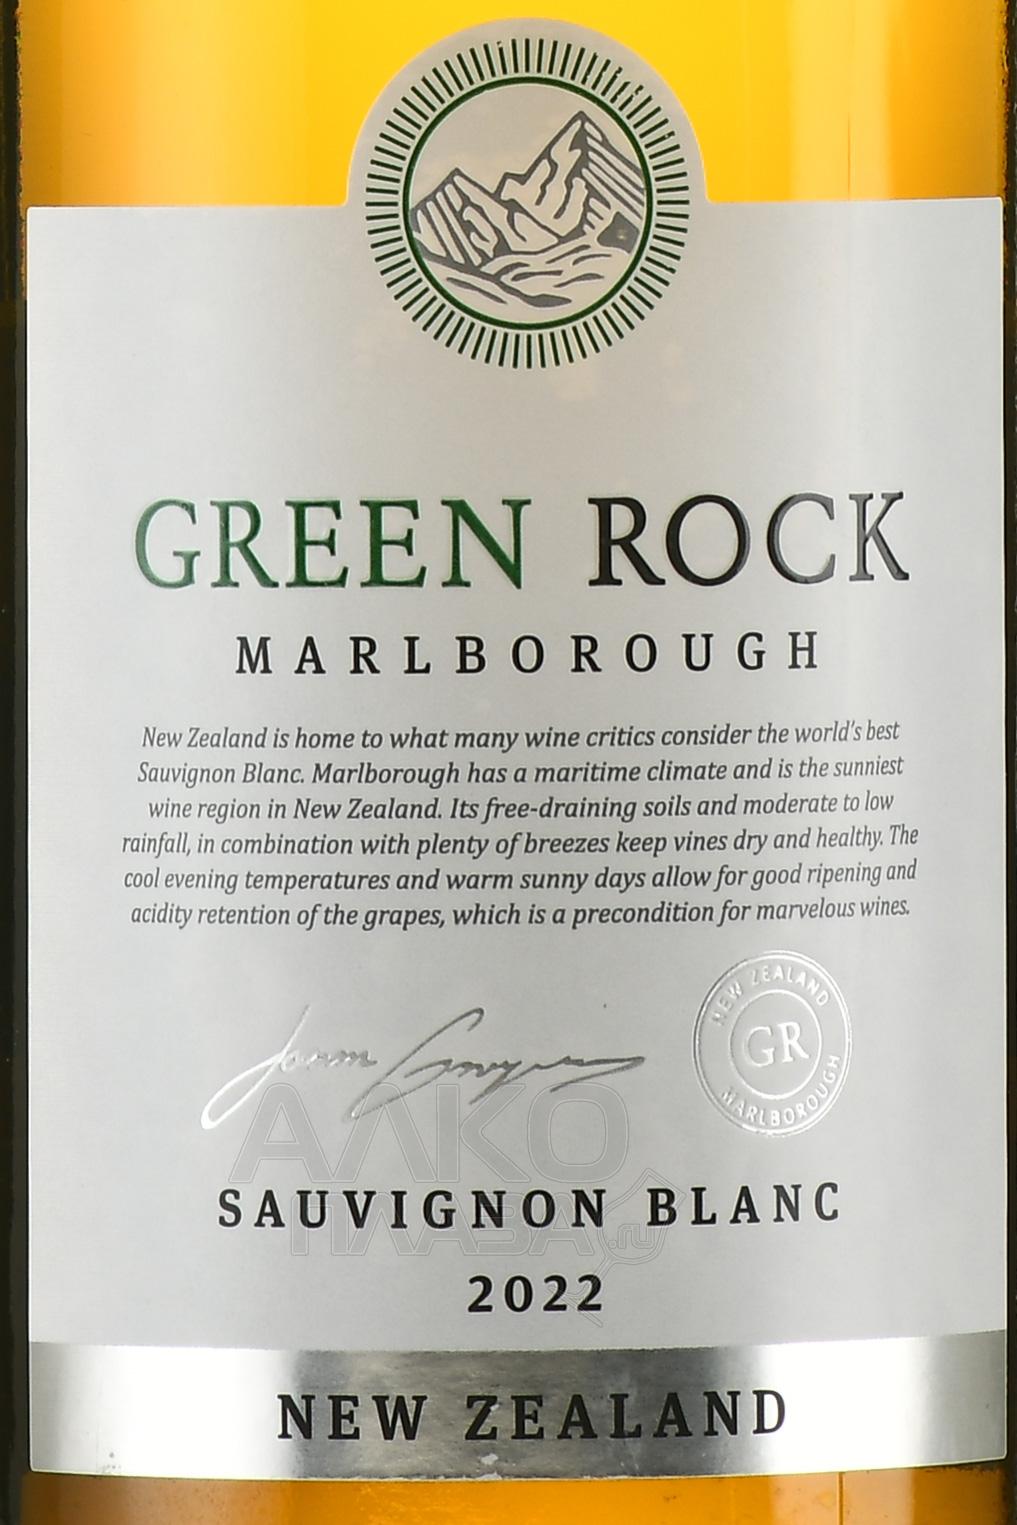 GREEN ROCK
MARLBOROUGH
New Zealand is home to what many wine critics consider the world's best
Sauvignon Blanc. Marlborough has a maritime climate and is the sunniest
wine region in New Zealand. Its free-draining soils and moderate to low
rainfall, in combination with plenty of breezes keep vines dry and healthy. The
cool evening temperatures and warm sunny days allow for good ripening and
acidity retention of the grapes, which is a precondition for marvelous wines.
NEW ZEALAND
GR
MARLBOROUGH
АЛКО
ПЛАЗА.ru
SAUVIGNON BLANC
2022
NEW ZEALAND